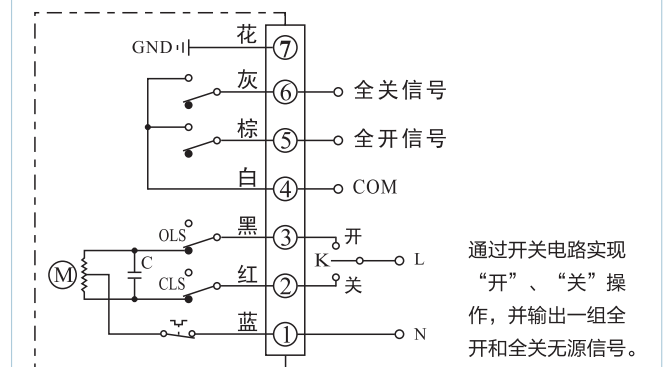 GND 花 7
灰 6 全关信号
棕 5 全开信号
白 4 COM
黑 3 开
OLS
K L
M C
CLS 红 2 关
蓝 1 N
通过开关电路实现
“开”、“关”操
作，并输出一组全
开和全关无源信号。